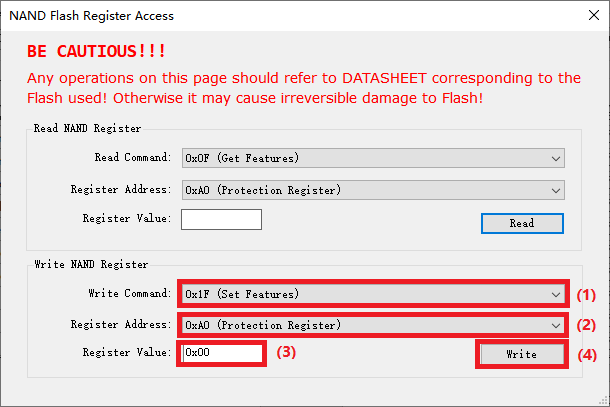 NAND Flash Register Access
BE CAUTIOUS!!!
Any operations on this page should refer to DATASHEET corresponding to the
Flash used! Otherwise it may cause irreversible damage to Flash!
Read NAND Register
Read Command: 0x0F (Get Features)
Register Address: 0xA0 (Protection Register)
Register Value: Read
Write NAND Register
Write Command: 0x1F (Set Features) (1)
Register Address: 0xA0 (Protection Register) (2)
Register Value: 0x00 (3) Write (4)